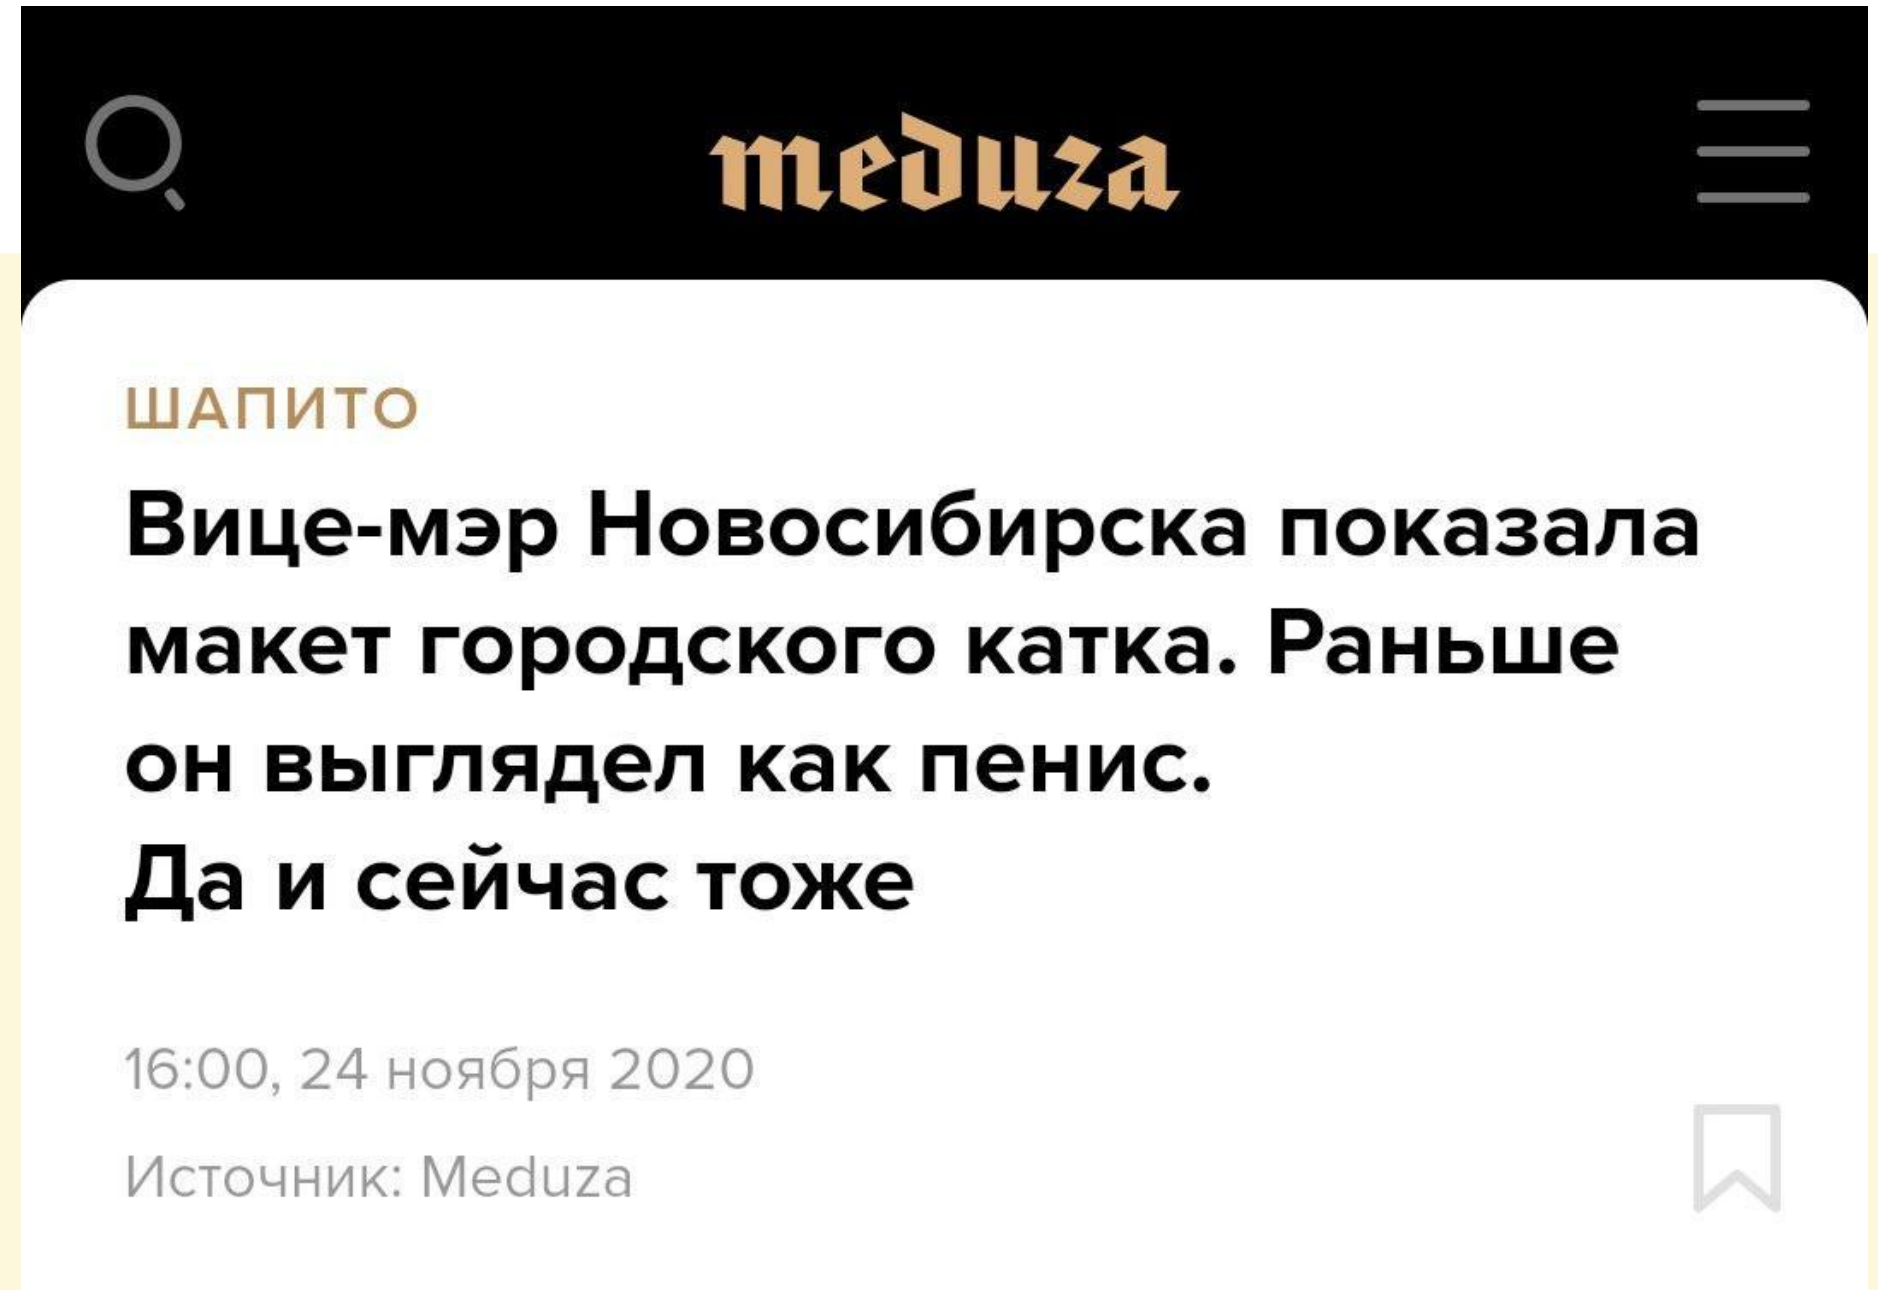 meduza
ШАПИТО
Вице-мэр Новосибирска показала
макет городского катка. Раньше
он выглядел как пенис.
Да и сейчас тоже
16:00, 24 ноября 2020
Источник: Meduza